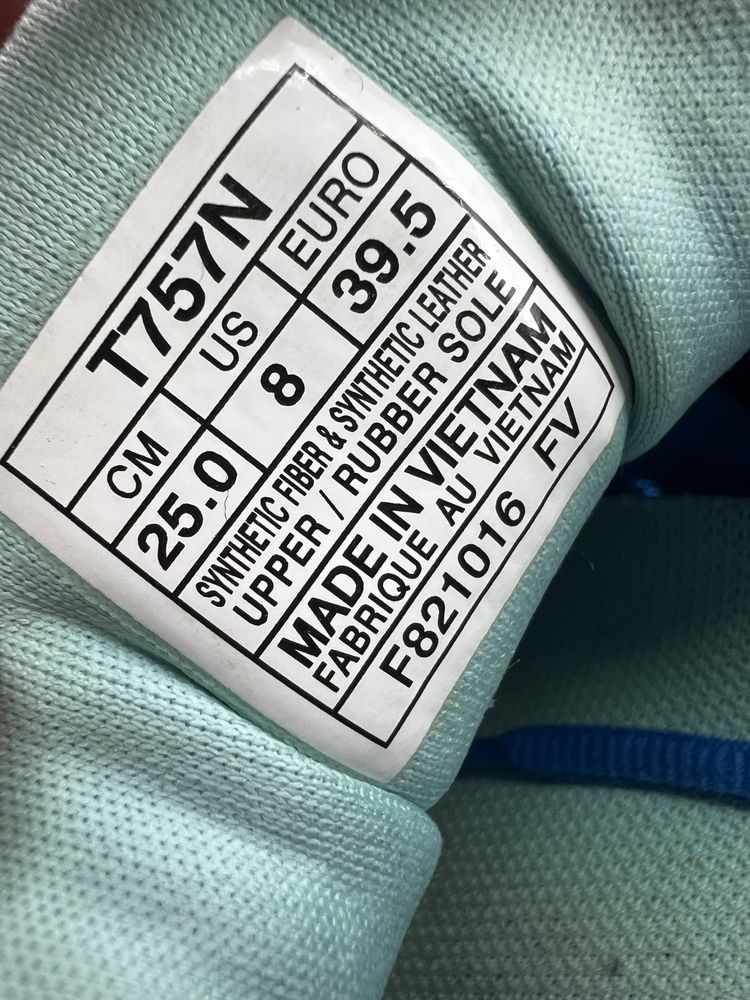 T757N
CM US EURO
25.0 8 39.5
SYNTHETIC FIBER & SYNTHETIC LEATHER
UPPER / RUBBER SOLE
MADE IN VIETNAM
FABRIQUE AU VIETNAM
F821016 FV